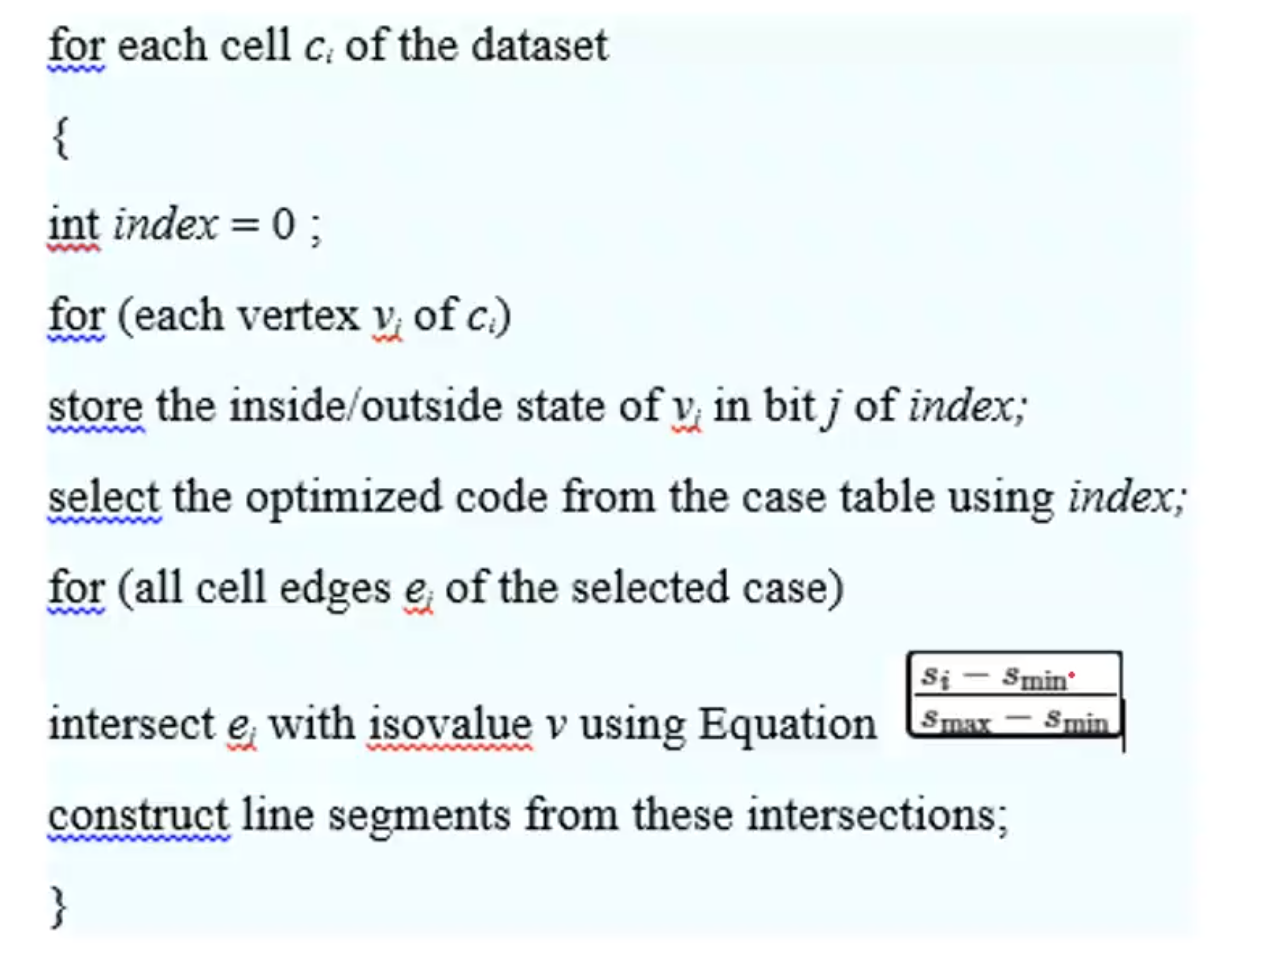 for each cell cᵢ of the dataset
{
int index = 0 ;
for (each vertex vⱼ of cᵢ)
store the inside/outside state of vⱼ in bit j of index;
select the optimized code from the case table using index;
for (all cell edges eⱼ of the selected case)
sᵢ − s_min
intersect eⱼ with isovalue v using Equation
s_max − s_min
construct line segments from these intersections;
}